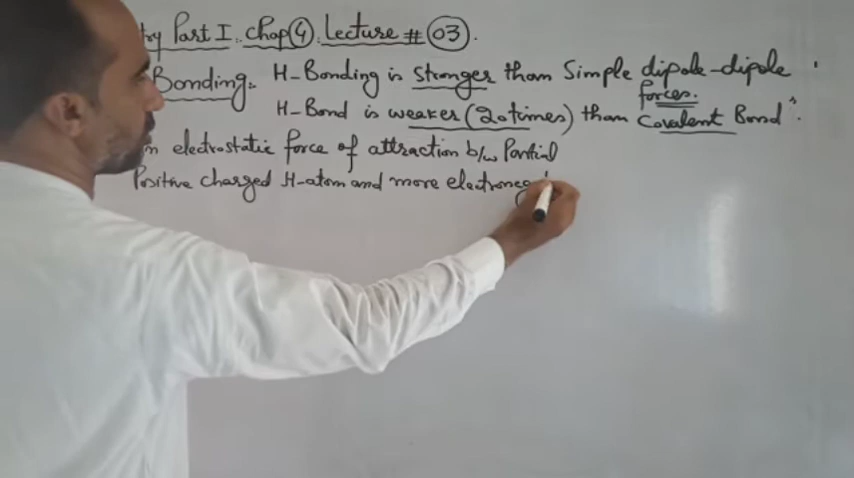 Part I. Chap 4. Lecture # 03.
Bonding:- H-Bonding is Stronger than Simple dipole-dipole forces.
H-Bond is weaker (20 times) than Covalent Bond".
electrostatic force of attraction b/w Partial
Positive charged H-atom and more electroneg